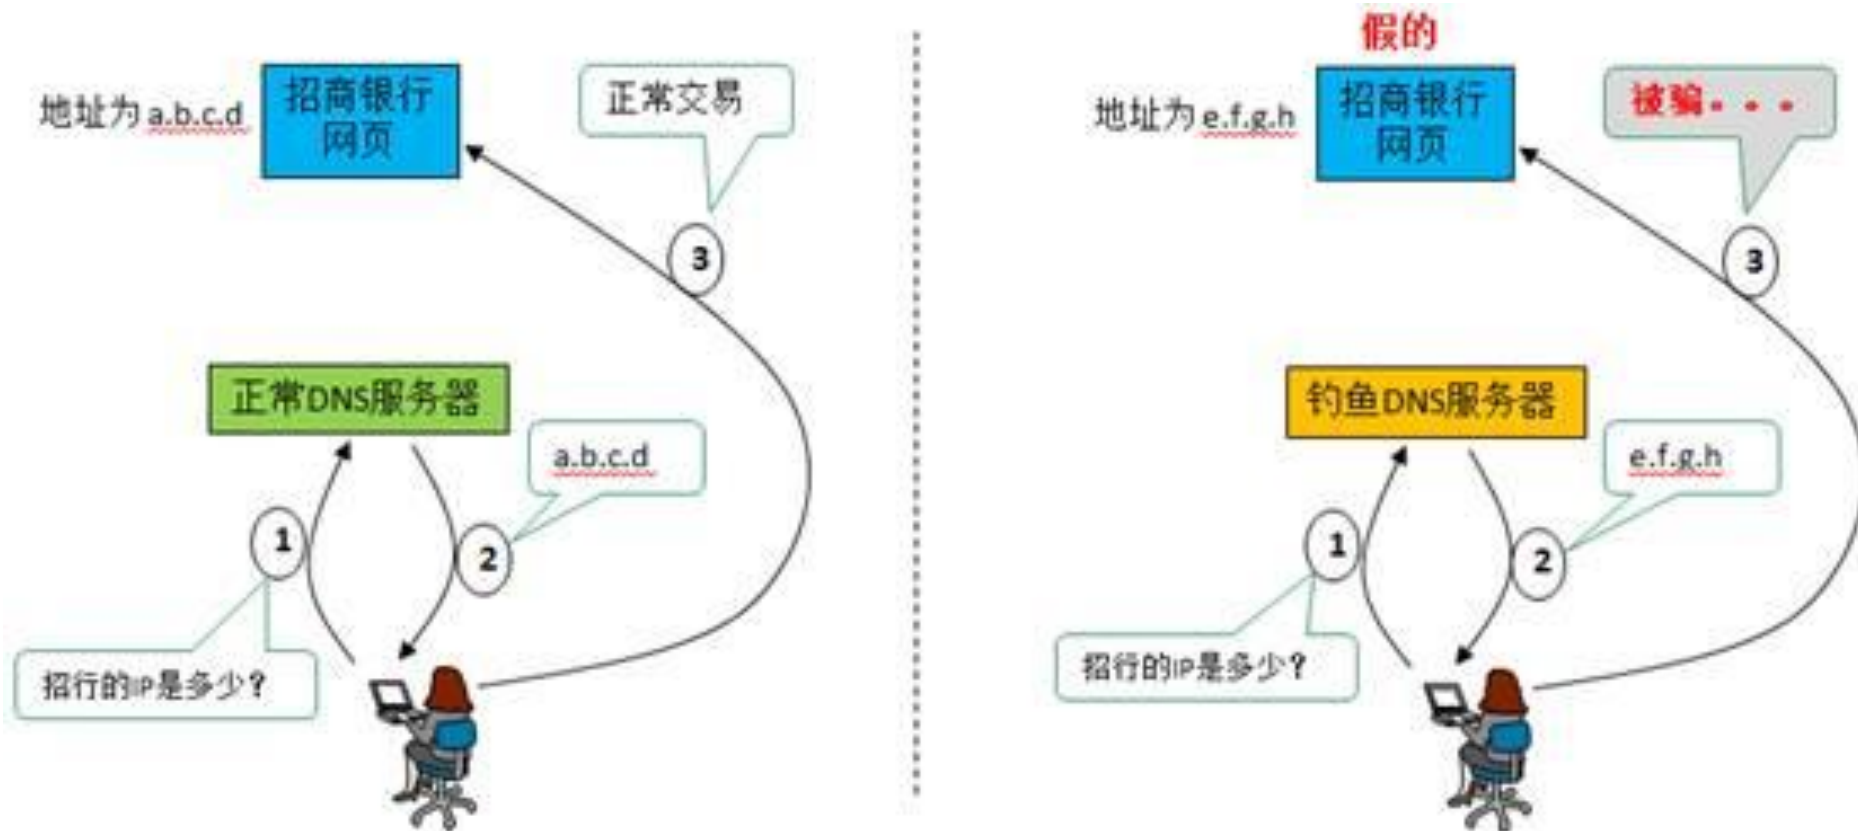 地址为a.b.c.d
招商银行
网页
正常交易
3
正常DNS服务器
a.b.c.d
1
2
招行的IP是多少?
假的
地址为e.f.g.h
招商银行
网页
被骗。。。
3
钓鱼DNS服务器
e.f.g.h
1
2
招行的IP是多少?